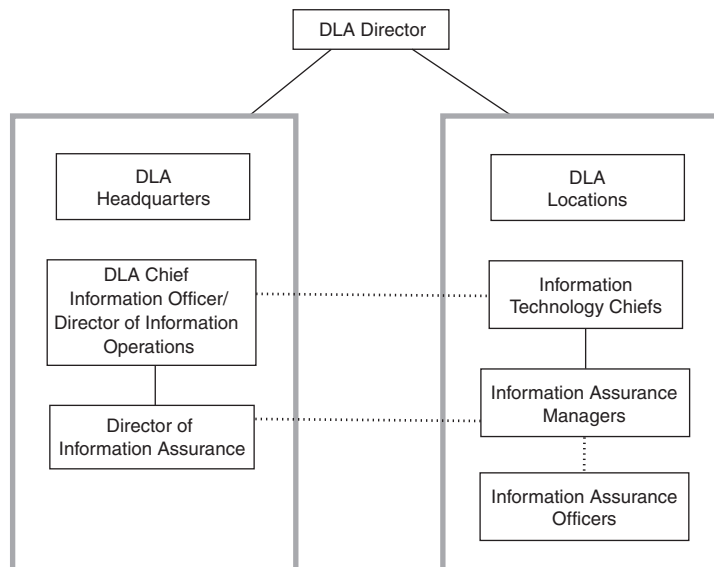 DLA Director
DLA
Headquarters
DLA Chief
Information Officer/
Director of Information
Operations
Director of
Information Assurance
DLA
Locations
Information
Technology Chiefs
Information Assurance
Managers
Information Assurance
Officers